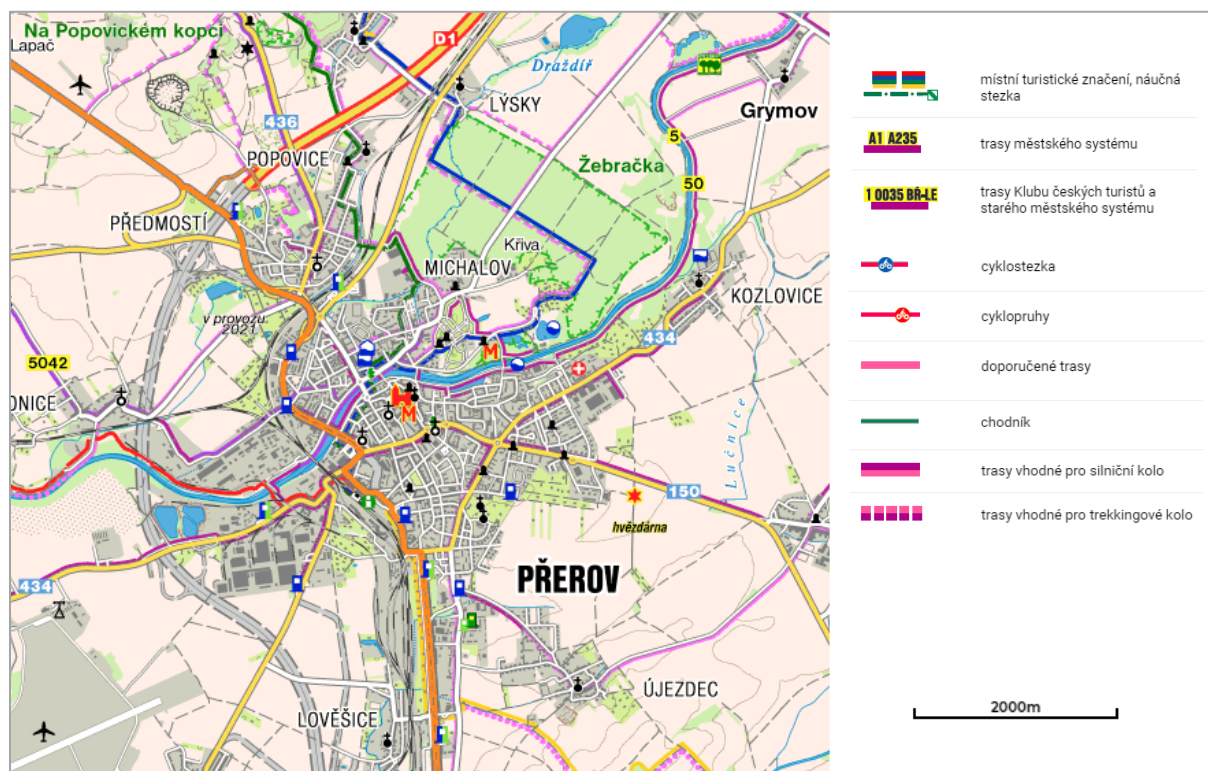 Na Popovickém kopci
Lapač
D1
Draždíř
LÝSKY
Grymov
436
5
POPOVICE
Žebračka
50
PŘEDMOSTÍ
Křiva
MICHALOV
KOZLOVICE
v provozu
2021
434
5042
M
ONICE
M
Lučnice
150
hvězdárna
PŘEROV
434
ÚJEZDEC
LOVĚŠICE
místní turistické značení, náučná
stezka
A1 A235
trasy městského systému
1 0035 BŘ-LE
trasy Klubu českých turistů a
starého městského systému
cyklostezka
cyklopruhy
doporučené trasy
chodník
trasy vhodné pro silniční kolo
trasy vhodné pro trekkingové kolo
2000m